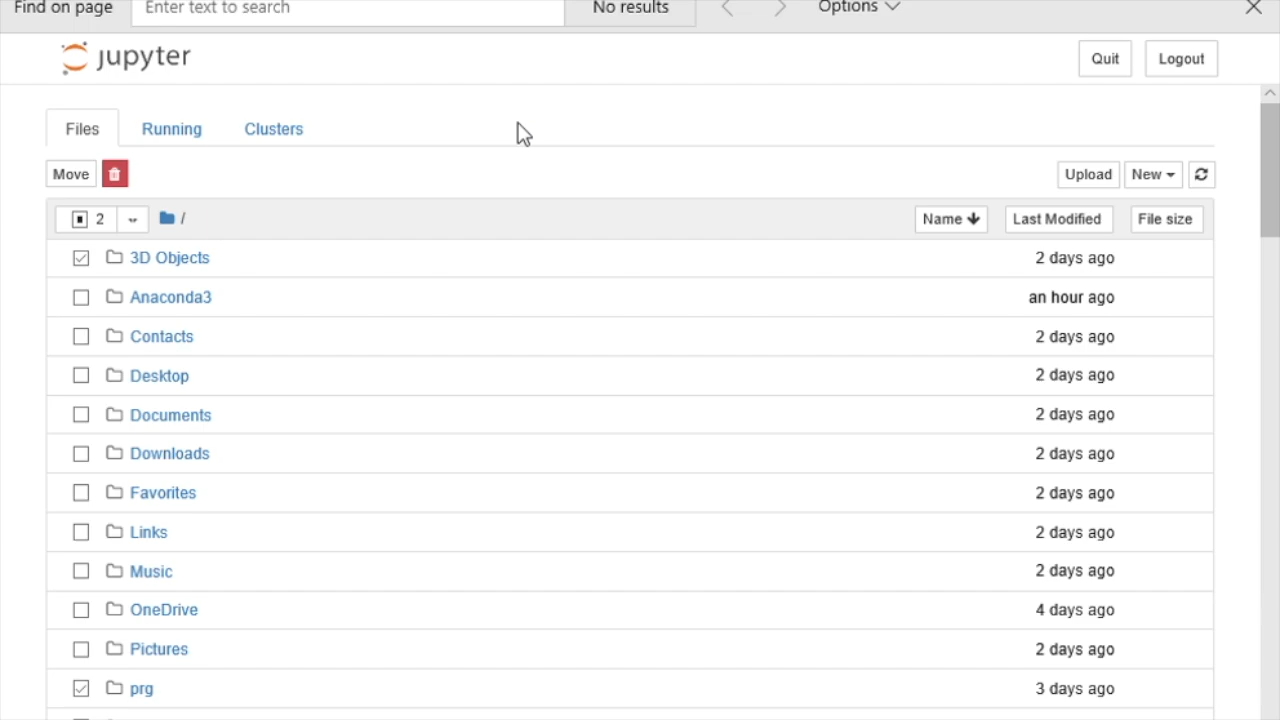 Find on page Enter text to search No results Options
jupyter Quit Logout
Files Running Clusters
Move Upload New
2 / Name Last Modified File size
3D Objects 2 days ago
Anaconda3 an hour ago
Contacts 2 days ago
Desktop 2 days ago
Documents 2 days ago
Downloads 2 days ago
Favorites 2 days ago
Links 2 days ago
Music 2 days ago
OneDrive 4 days ago
Pictures 2 days ago
prg 3 days ago